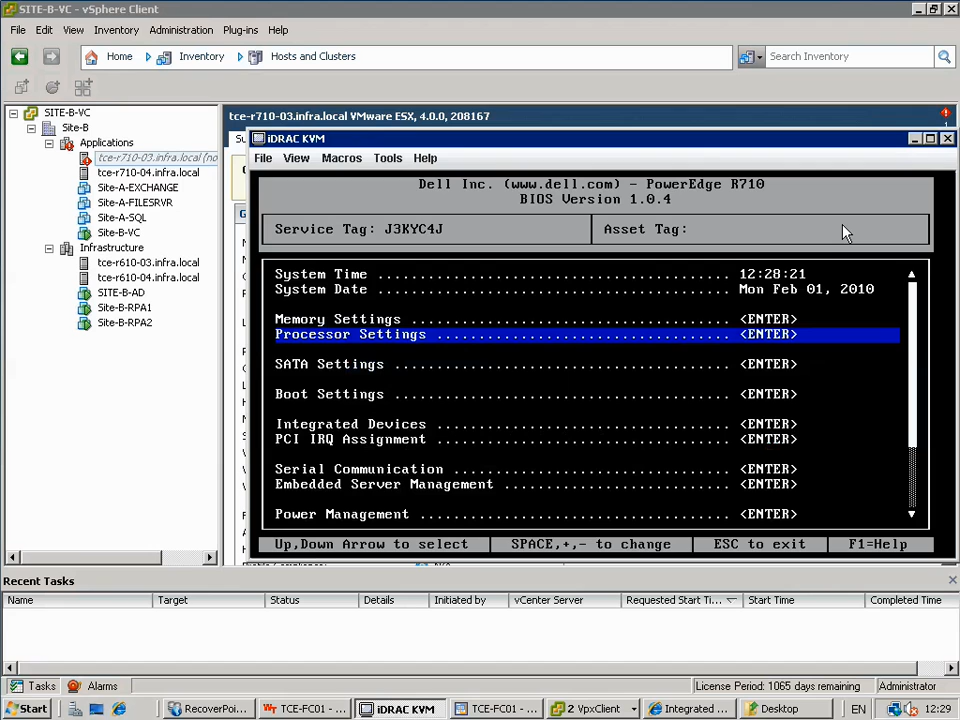 SITE-B-VC - vSphere Client
File Edit View Inventory Administration Plug-ins Help
Home Inventory Hosts and Clusters Search Inventory
SITE-B-VC
Site-B
Applications
tce-r710-03.infra.local (no
tce-r710-04.infra.local
Site-A-EXCHANGE
Site-A-FILESRVR
Site-A-SQL
Site-B-VC
Infrastructure
tce-r610-03.infra.local
tce-r610-04.infra.local
SITE-B-AD
Site-B-RPA1
Site-B-RPA2
tce-r710-03.infra.local VMware ESX, 4.0.0, 208167
iDRAC KVM
File View Macros Tools Help
Dell Inc. (www.dell.com) - PowerEdge R710
BIOS Version 1.0.4
Service Tag: J3KYC4J Asset Tag:
System Time ........................................ 12:28:21
System Date ........................................ Mon Feb 01, 2010
Memory Settings .................................... <ENTER>
Processor Settings ................................. <ENTER>
SATA Settings ...................................... <ENTER>
Boot Settings ...................................... <ENTER>
Integrated Devices ................................. <ENTER>
PCI IRQ Assignment ................................. <ENTER>
Serial Communication ............................... <ENTER>
Embedded Server Management ......................... <ENTER>
Power Management ................................... <ENTER>
Up,Down Arrow to select SPACE,+,- to change ESC to exit F1=Help
Recent Tasks
Name Target Status Details Initiated by vCenter Server Requested Start Ti... Start Time Completed Time
Tasks Alarms License Period: 1065 days remaining Administrator
Start RecoverPoi... TCE-FC01 - ... iDRAC KVM TCE-FC01 - ... 2 VpxClient Integrated ... Desktop EN 12:29